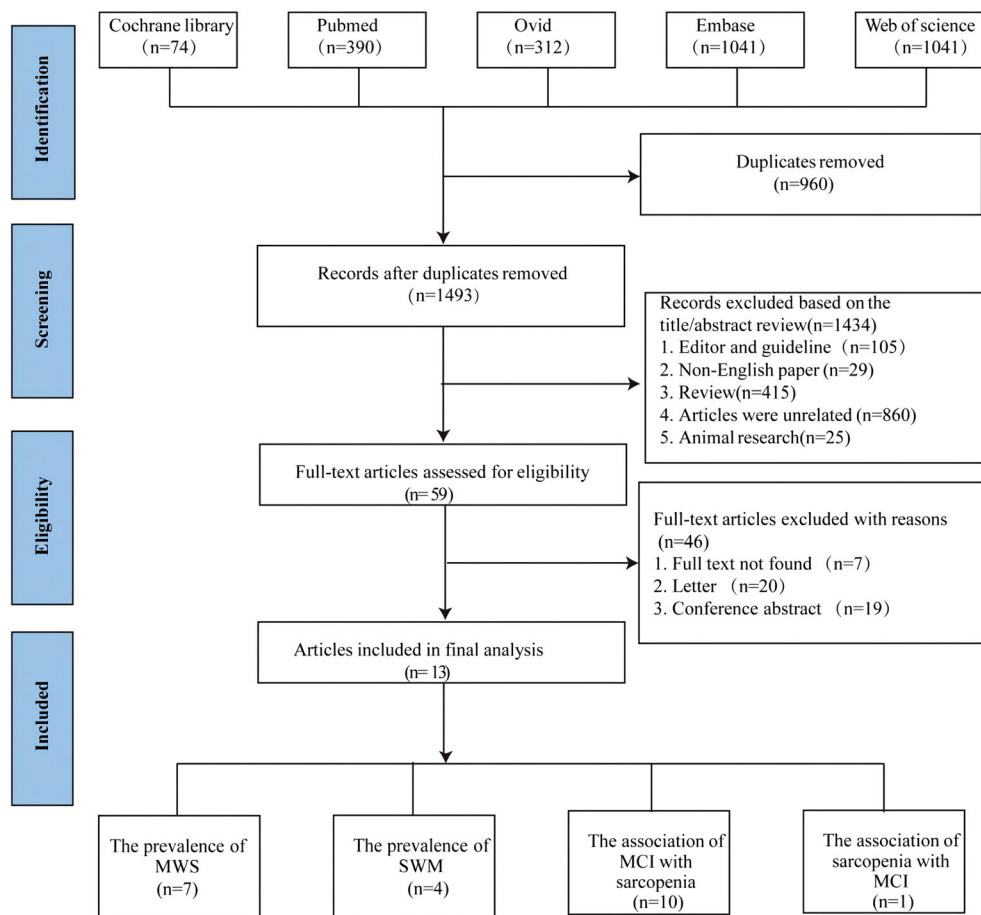 Cochrane library
（n=74）
Pubmed
（n=390）
Ovid
（n=312）
Embase
（n=1041）
Web of science
（n=1041）
Identification
Duplicates removed
(n=960)
Screening
Records after duplicates removed
（n=1493）
Records excluded based on the
title/abstract review(n=1434)
1. Editor and guideline（n=105）
2. Non-English paper (n=29)
3. Review(n=415)
4. Articles were unrelated (n=860)
5. Animal research(n=25)
Eligibility
Full-text articles assessed for eligibility
(n=59)
Full-text articles excluded with reasons
(n=46)
1. Full text not found（n=7）
2. Letter（n=20）
3. Conference abstract（n=19）
Included
Articles included in final analysis
(n=13)
The prevalence of
MWS
(n=7)
The prevalence of
SWM
(n=4)
The association of
MCI with
sarcopenia
(n=10)
The association of
sarcopenia with
MCI
(n=1)